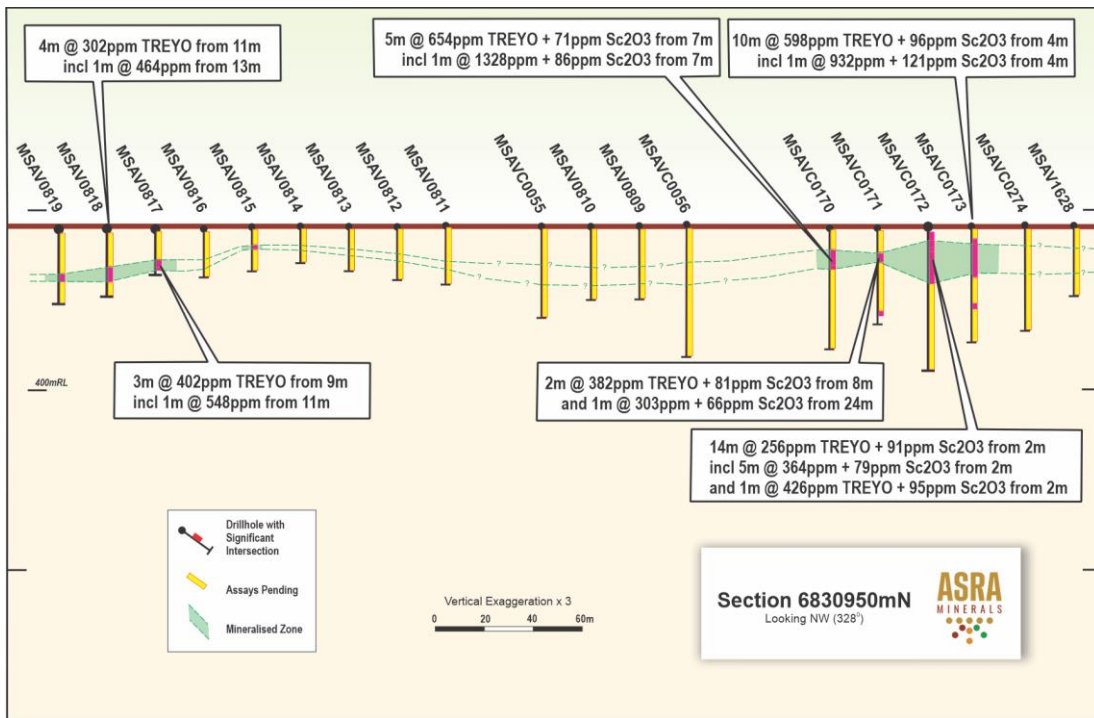 4m @ 302ppm TREYO from 11m
incl 1m @ 464ppm from 13m
5m @ 654ppm TREYO + 71ppm Sc2O3 from 7m
incl 1m @ 1328ppm + 86ppm Sc2O3 from 7m
10m @ 598ppm TREYO + 96ppm Sc2O3 from 4m
incl 1m @ 932ppm + 121ppm Sc2O3 from 4m
MSAV0819
MSAV0818
MSAV0817
MSAV0816
MSAV0815
MSAV0814
MSAV0813
MSAV0812
MSAV0811
MSAVC0055
MSAV0810
MSAV0809
MSAVC0056
MSAVC0170
MSAVC0171
MSAVC0172
MSAVC0173
MSAVC0274
MSAV1628
? ? ? ? ? ?
? ? ? ? ?
400mRL
3m @ 402ppm TREYO from 9m
incl 1m @ 548ppm from 11m
2m @ 382ppm TREYO + 81ppm Sc2O3 from 8m
and 1m @ 303ppm + 66ppm Sc2O3 from 24m
14m @ 256ppm TREYO + 91ppm Sc2O3 from 2m
incl 5m @ 364ppm + 79ppm Sc2O3 from 2m
and 1m @ 426ppm TREYO + 95ppm Sc2O3 from 2m
Drillhole with
Significant
Intersection
Assays Pending
Mineralised Zone
Vertical Exaggeration x 3
0 20 40 60m
Section 6830950mN
Looking NW (328°)
ASRA
MINERALS